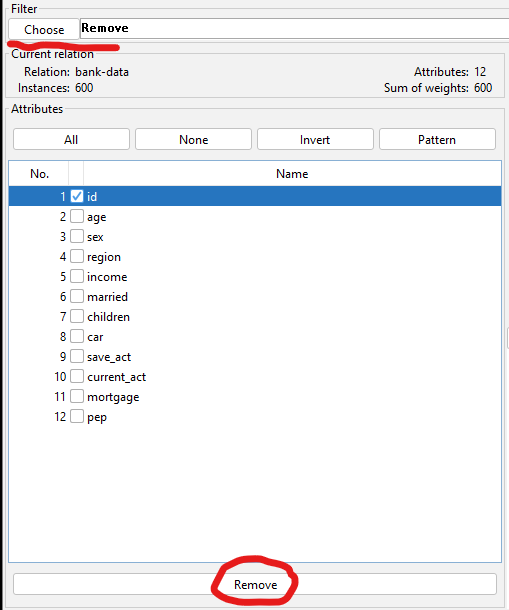 Filter
Choose Remove
Current relation
Relation: bank-data Attributes: 12
Instances: 600 Sum of weights: 600
Attributes
All None Invert Pattern
No. Name
1 id
2 age
3 sex
4 region
5 income
6 married
7 children
8 car
9 save_act
10 current_act
11 mortgage
12 pep
Remove